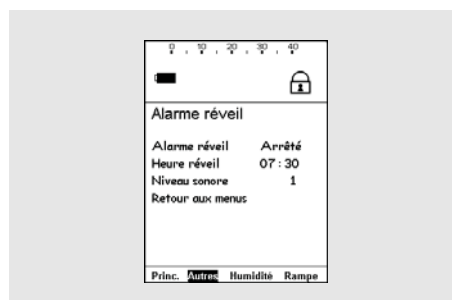 0 10 20 30 40
Alarme réveil
Alarme réveil Arrêté
Heure réveil 07:30
Niveau sonore 1
Retour aux menus
Princ. Autres Humidité Rampe